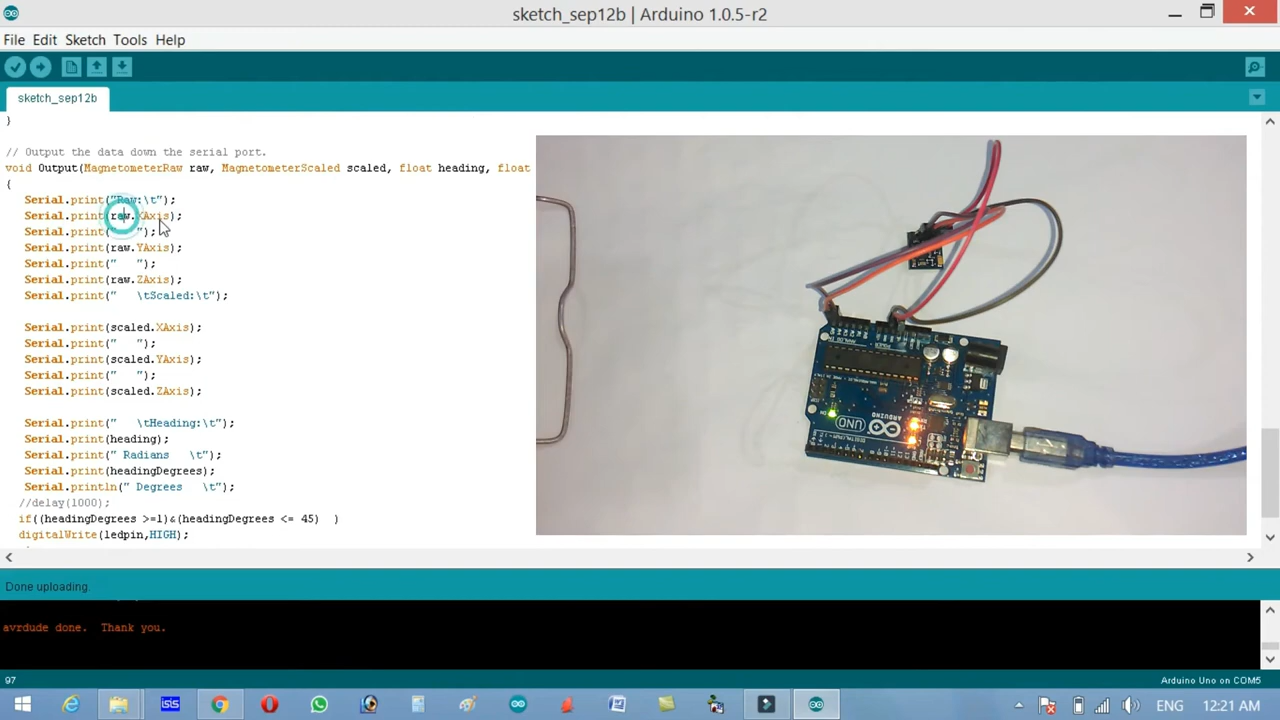 sketch_sep12b | Arduino 1.0.5-r2
File Edit Sketch Tools Help
sketch_sep12b
}
// Output the data down the serial port.
void Output(MagnetometerRaw raw, MagnetometerScaled scaled, float heading, float
{
Serial.print("Raw:\t");
Serial.print(raw.XAxis);
Serial.print("   ");
Serial.print(raw.YAxis);
Serial.print("   ");
Serial.print(raw.ZAxis);
Serial.print("   \tScaled:\t");
Serial.print(scaled.XAxis);
Serial.print("   ");
Serial.print(scaled.YAxis);
Serial.print("   ");
Serial.print(scaled.ZAxis);
Serial.print("   \tHeading:\t");
Serial.print(heading);
Serial.print(" Radians   \t");
Serial.print(headingDegrees);
Serial.println(" Degrees   \t");
//delay(1000);
if((headingDegrees >=1)&(headingDegrees <= 45)  )
digitalWrite(ledpin,HIGH);
UNO
ARDUINO
Done uploading.
avrdude done.  Thank you.
97
Arduino Uno on COM5
ISIS
ENG
12:21 AM